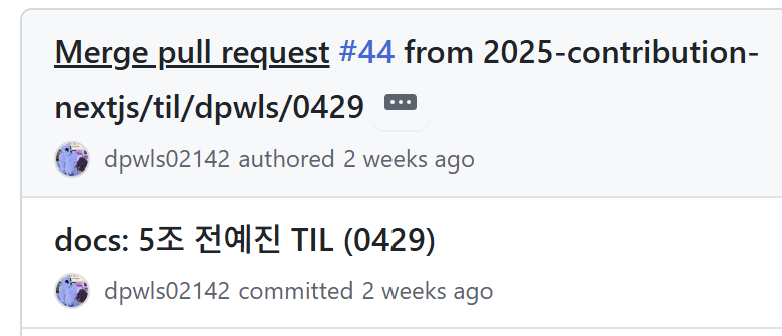 Merge pull request #44 from 2025-contribution-
nextjs/til/dpwls/0429
dpwls02142 authored 2 weeks ago
docs: 5조 전예진 TIL (0429)
dpwls02142 committed 2 weeks ago